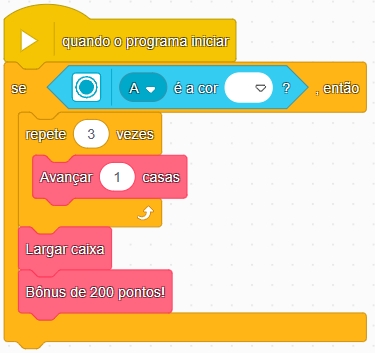 quando o programa iniciar
se A é a cor ? , então
repete 3 vezes
Avançar 1 casas
Largar caixa
Bônus de 200 pontos!